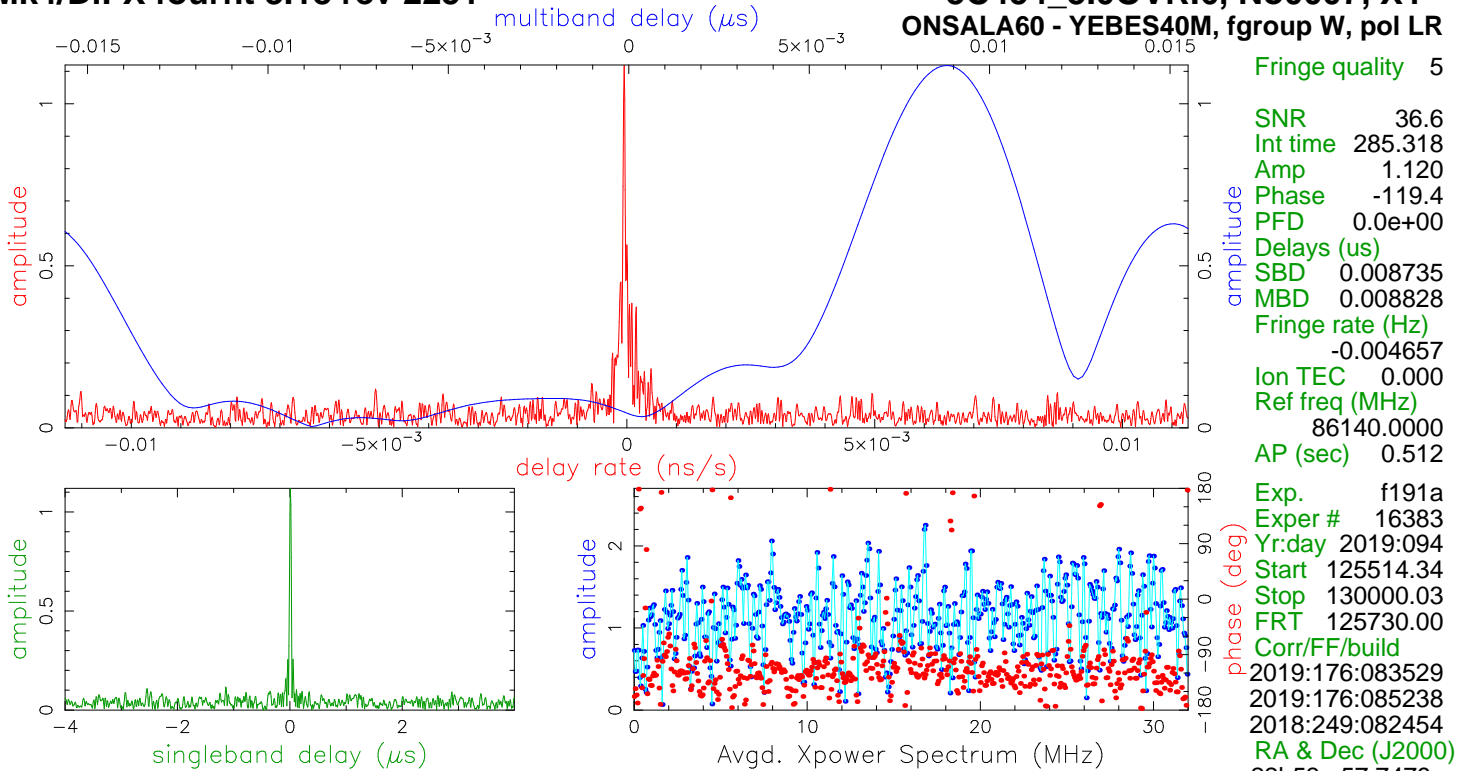 multiband delay (μs)
ONSALA60 - YEBES40M, fgroup W, pol LR
−0.015 −0.01 −5×10⁻³ 0 5×10⁻³ 0.01 0.015
amplitude
0 0.5 1
amplitude
0 0.5 1
−0.01 −5×10⁻³ 0 5×10⁻³ 0.01
delay rate (ns/s)
Fringe quality 5
SNR 36.6
Int time 285.318
Amp 1.120
Phase -119.4
PFD 0.0e+00
Delays (us)
SBD 0.008735
MBD 0.008828
Fringe rate (Hz)
-0.004657
Ion TEC 0.000
Ref freq (MHz)
86140.0000
AP (sec) 0.512
Exp. f191a
Exper # 16383
Yr:day 2019:094
Start 125514.34
Stop 130000.03
FRT 125730.00
Corr/FF/build
2019:176:083529
2019:176:085238
2018:249:082454
RA & Dec (J2000)
amplitude
0 0.5 1
−4 −2 0 2
singleband delay (μs)
amplitude
0 1 2
phase (deg)
−180 −90 0 90 180
0 10 20 30
Avgd. Xpower Spectrum (MHz)